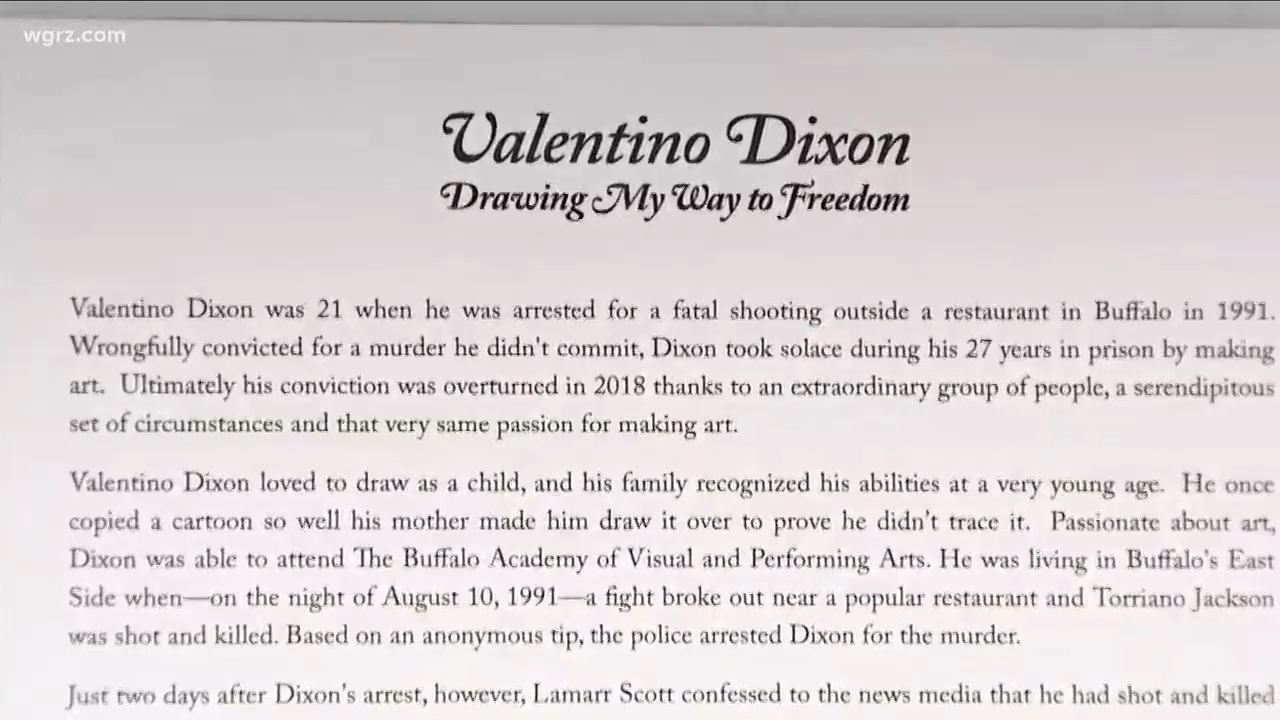 wgrz.com
Valentino Dixon
Drawing My Way to Freedom
Valentino Dixon was 21 when he was arrested for a fatal shooting outside a restaurant in Buffalo in 1991.
Wrongfully convicted for a murder he didn't commit, Dixon took solace during his 27 years in prison by making
art. Ultimately his conviction was overturned in 2018 thanks to an extraordinary group of people, a serendipitous
set of circumstances and that very same passion for making art.
Valentino Dixon loved to draw as a child, and his family recognized his abilities at a very young age. He once
copied a cartoon so well his mother made him draw it over to prove he didn't trace it. Passionate about art,
Dixon was able to attend The Buffalo Academy of Visual and Performing Arts. He was living in Buffalo's East
Side when—on the night of August 10, 1991—a fight broke out near a popular restaurant and Torriano Jackson
was shot and killed. Based on an anonymous tip, the police arrested Dixon for the murder.
Just two days after Dixon's arrest, however, Lamarr Scott confessed to the news media that he had shot and killed